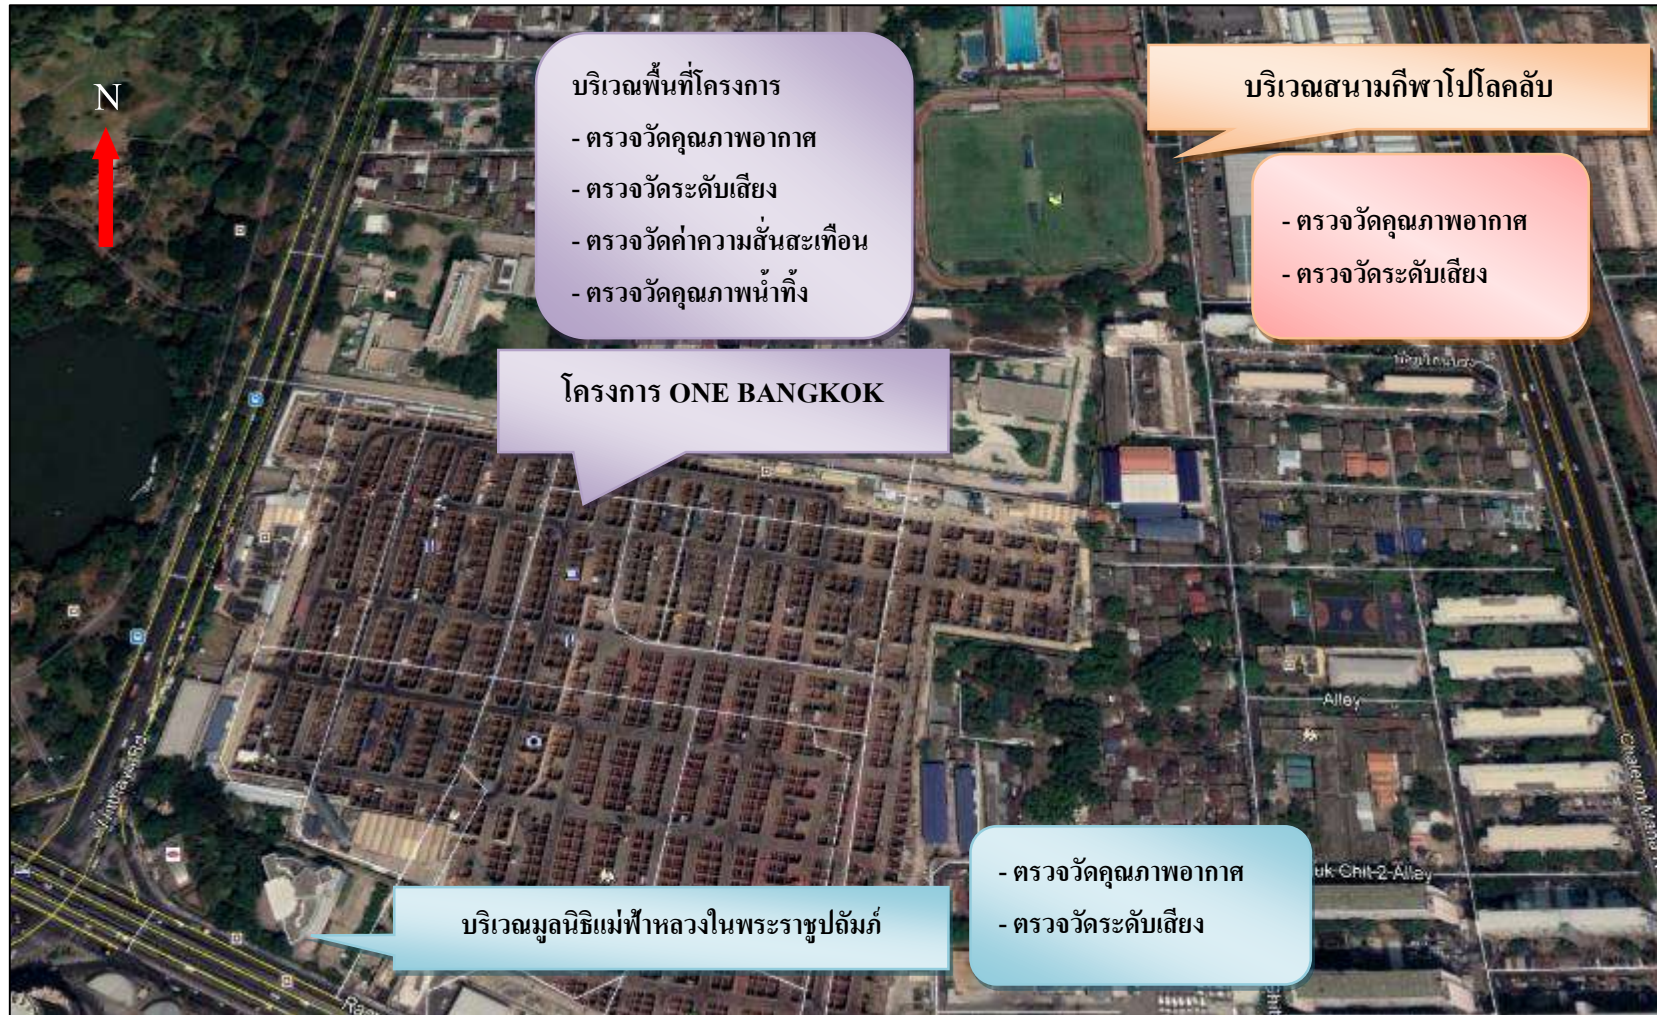 N
บริเวณพื้นที่โครงการ
- ตรวจวัดคุณภาพอากาศ
- ตรวจวัดระดับเสียง
- ตรวจวัดค่าความสั่นสะเทือน
- ตรวจวัดคุณภาพน้ำทิ้ง
บริเวณสนามกีฬาโปโลคลับ
- ตรวจวัดคุณภาพอากาศ
- ตรวจวัดระดับเสียง
โครงการ ONE BANGKOK
Alley
uk Chit 2 Alley
- ตรวจวัดคุณภาพอากาศ
- ตรวจวัดระดับเสียง
บริเวณมูลนิธิแม่ฟ้าหลวงในพระราชูปถัมภ์